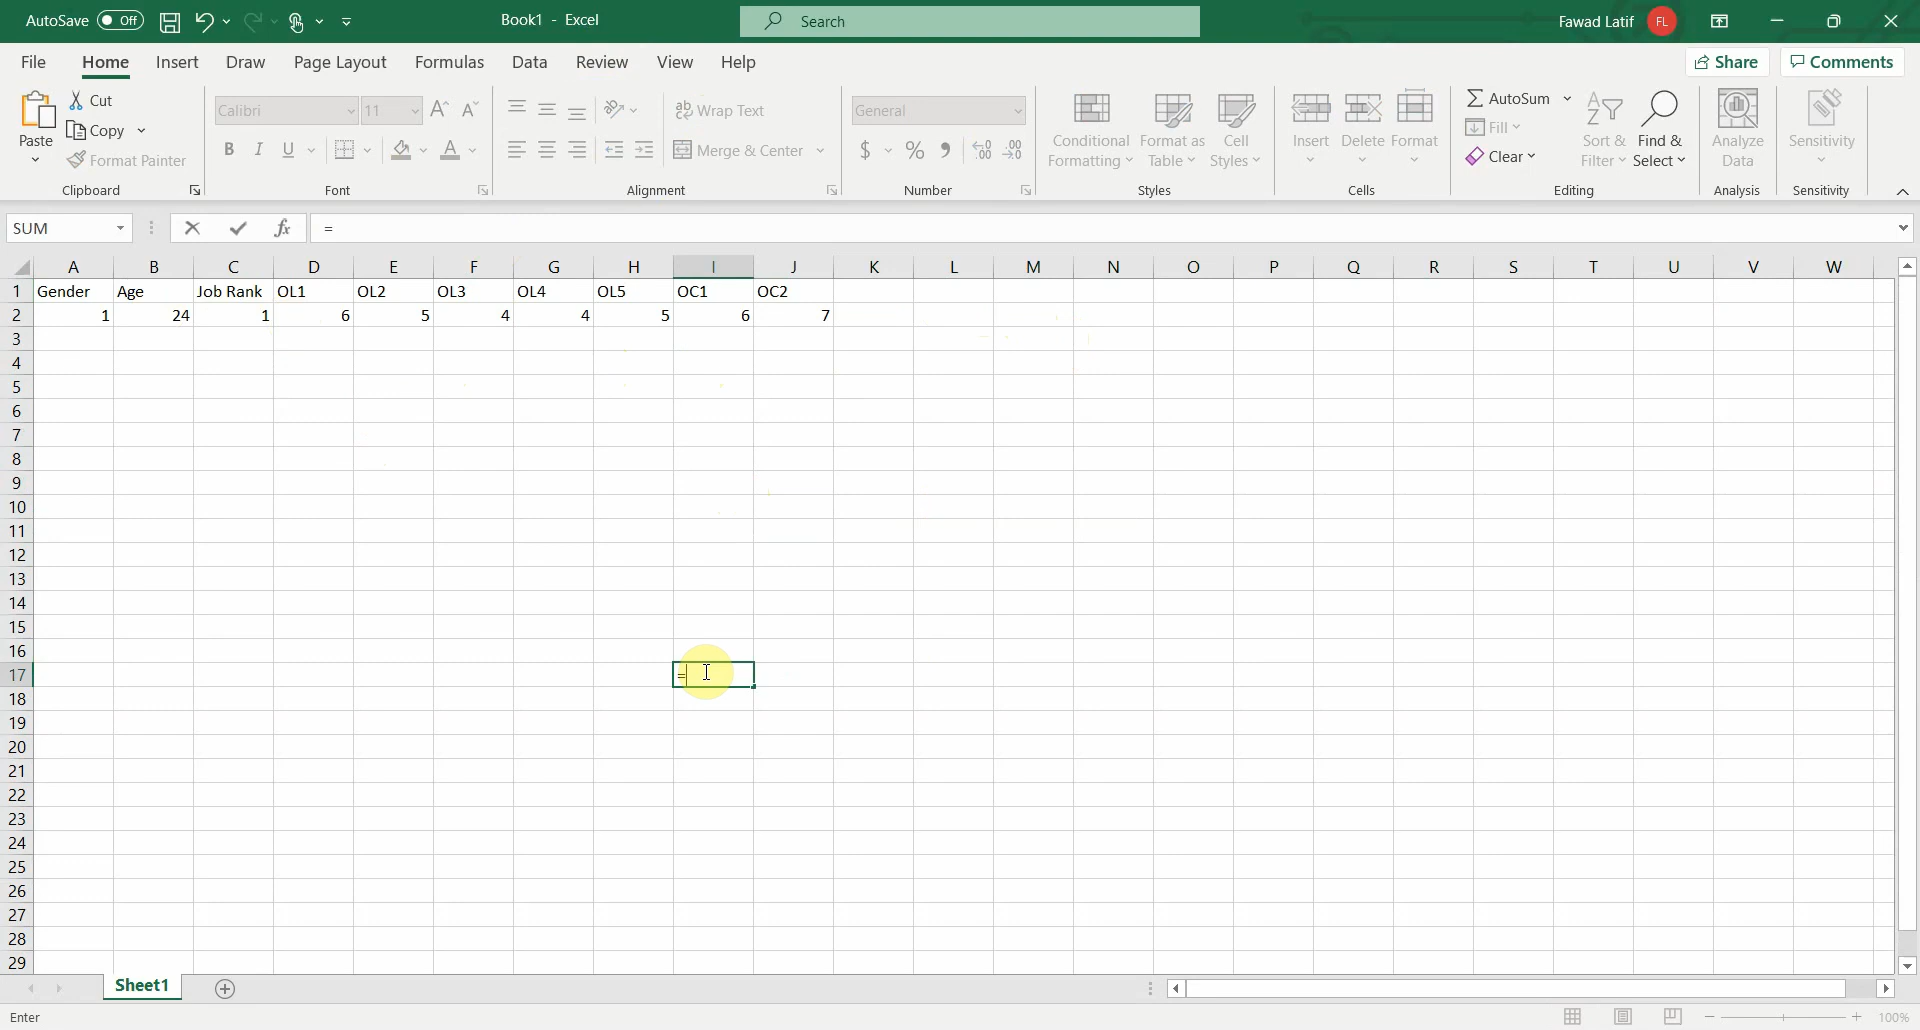 AutoSave Off Book1 - Excel Search Fawad Latif FL
File Home Insert Draw Page Layout Formulas Data Review View Help Share Comments
Paste Cut Copy Format Painter Clipboard
Calibri 11 A A B I U A Font
ab Wrap Text Merge & Center Alignment
General $ % , .00 .00 Number
Conditional Formatting Format as Table Cell Styles Styles
Insert Delete Format Cells
AutoSum Fill Clear Sort & Filter Find & Select Editing
Analyze Data Analysis
Sensitivity Sensitivity
SUM fx =
A B C D E F G H I J K L M N O P Q R S T U V W
1 Gender Age Job Rank OL1 OL2 OL3 OL4 OL5 OC1 OC2
2 1 24 1 6 5 4 4 5 6 7
3
4
5
6
7
8
9
10
11
12
13
14
15
16
17 =
18
19
20
21
22
23
24
25
26
27
28
29
Sheet1
Enter 100%